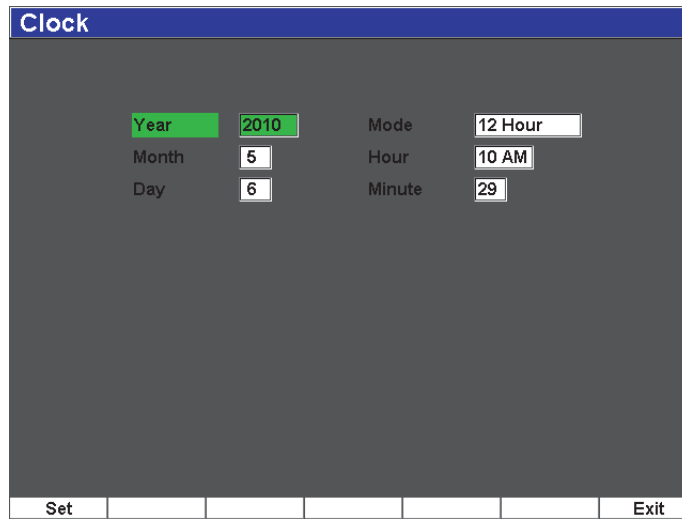 Clock
Year 2010 Mode 12 Hour
Month 5 Hour 10 AM
Day 6 Minute 29
Set Exit